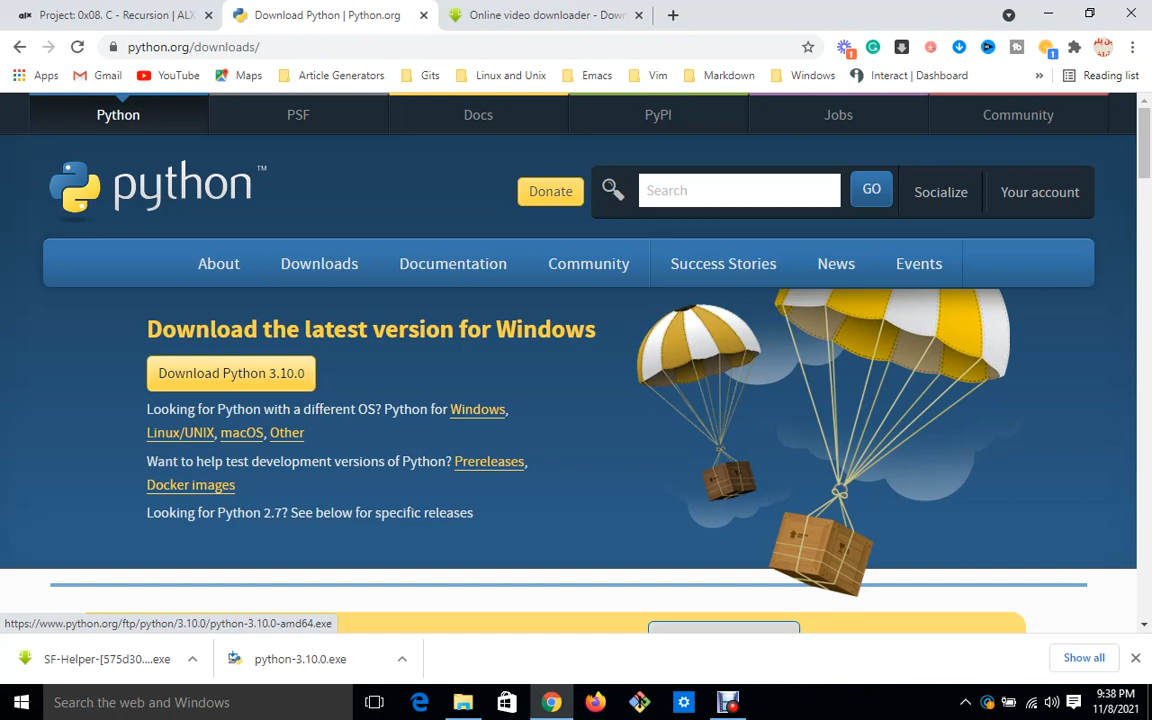 Project: 0x08. C - Recursion | ALX
Download Python | Python.org
Online video downloader - Down
python.org/downloads/
1
1
Apps
Gmail
YouTube
Maps
Article Generators
Gits
Linux and Unix
Emacs
Vim
Markdown
Windows
Interact | Dashboard
»
Reading list
Python
PSF
Docs
PyPI
Jobs
Community
python™
Donate
Search
GO
Socialize
Your account
About
Downloads
Documentation
Community
Success Stories
News
Events
Download the latest version for Windows
Download Python 3.10.0
Looking for Python with a different OS? Python for Windows,
Linux/UNIX, macOS, Other
Want to help test development versions of Python? Prereleases,
Docker images
Looking for Python 2.7? See below for specific releases
https://www.python.org/ftp/python/3.10.0/python-3.10.0-amd64.exe
SF-Helper-[575d30....exe
python-3.10.0.exe
Show all
Search the web and Windows
9:38 PM
11/8/2021